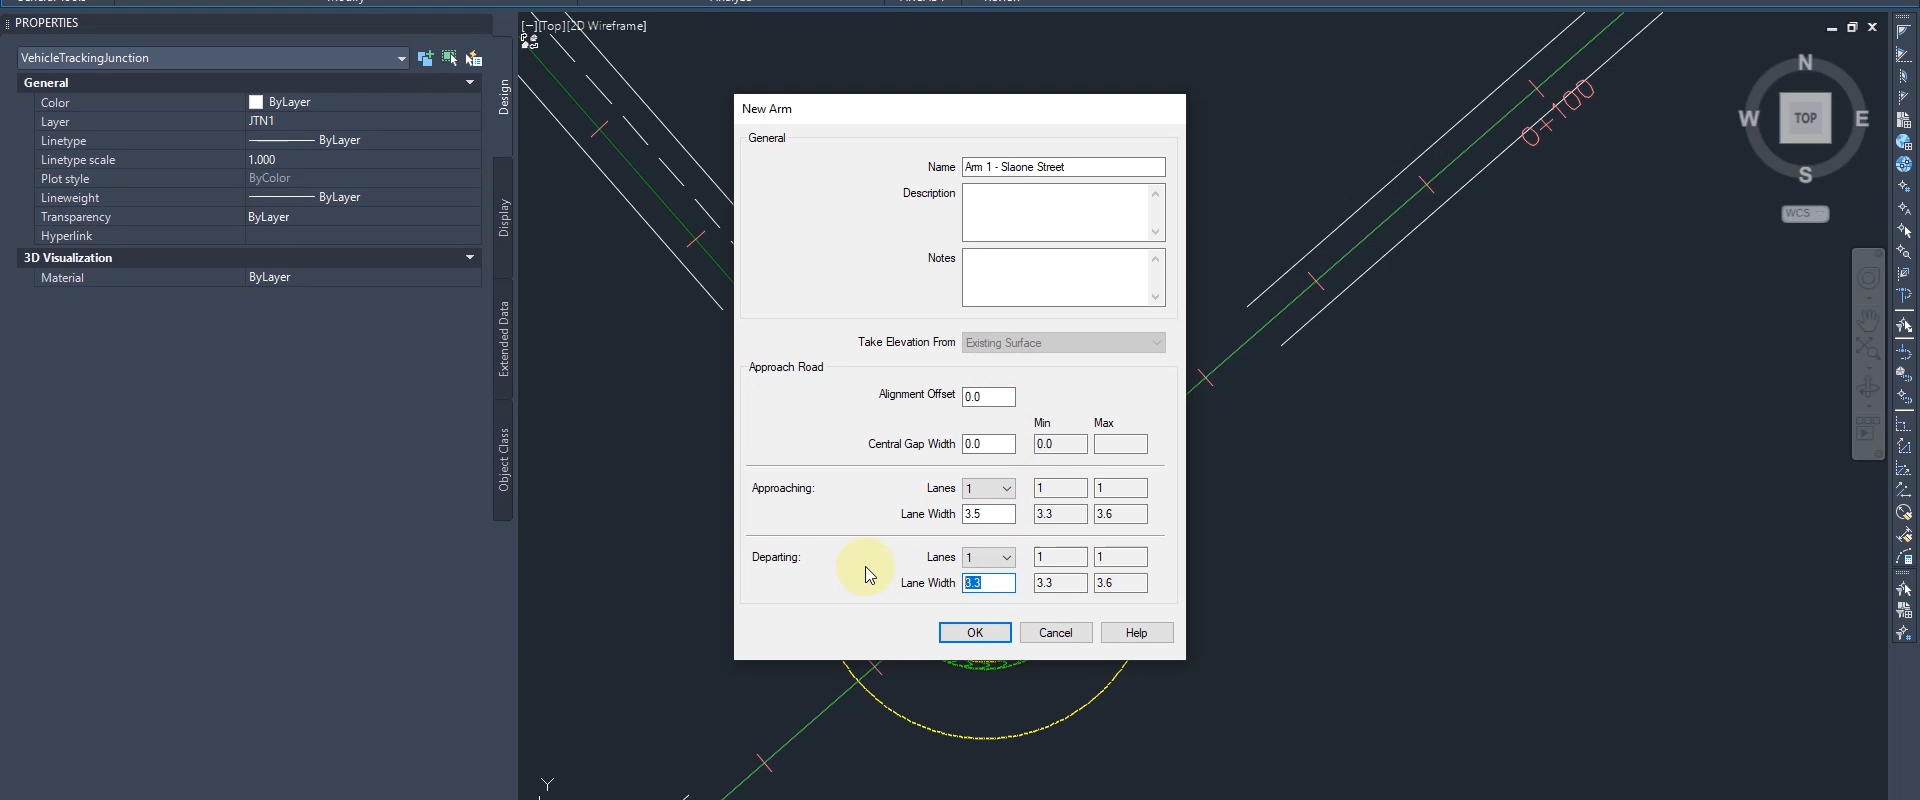 PROPERTIES
VehicleTrackingJunction
General
Color ByLayer
Layer JTN1
Linetype ByLayer
Linetype scale 1.000
Plot style ByColor
Lineweight ByLayer
Transparency ByLayer
Hyperlink
3D Visualization
Material ByLayer
Design
Display
Extended Data
Object Class
[−][Top][2D Wireframe]
New Arm
General
Name Arm 1 - Slaone Street
Description
Notes
Take Elevation From Existing Surface
Approach Road
Alignment Offset 0.0
Min Max
Central Gap Width 0.0 0.0
Approaching: Lanes 1 1 1
Lane Width 3.5 3.3 3.6
Departing: Lanes 1 1 1
Lane Width 3.3 3.3 3.6
OK Cancel Help
0+100
N
W TOP E
S
WCS
Y